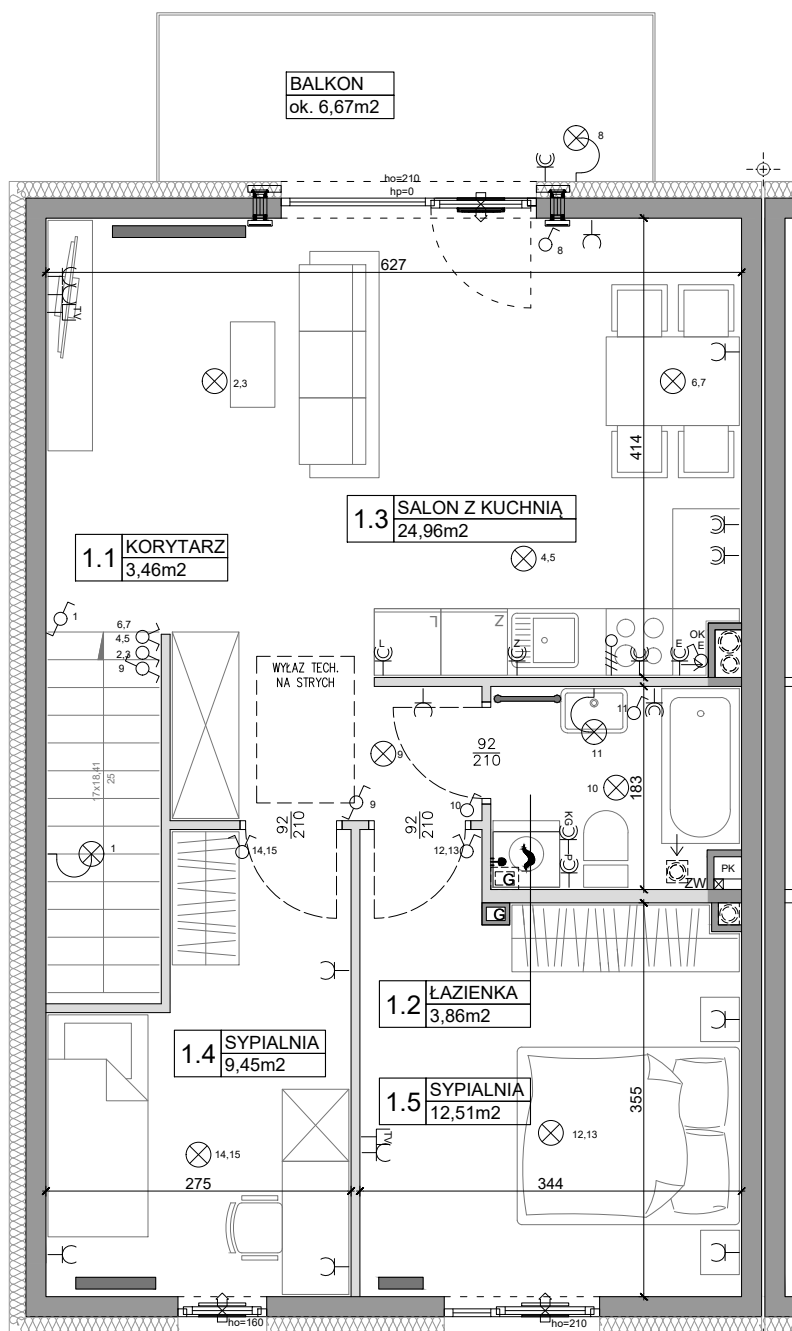 BALKON
ok. 6,67m2
8
ho=210
hp=0
8
627
TV
2,3
6,7
414
1.3 SALON Z KUCHNIĄ
24,96m2
1.1 KORYTARZ
3,46m2
4,5
1
6,7
4,5
2,3
9
L
Z
L
Z
E
OK
E
WYŁAZ TECH.
NA STRYCH
11
11
9
92
210
10
183
17x18,41
25
9
10
92
210
92
210
14,15
12,13
1
KG
P
G
PK
ZW
G
1.2 ŁAZIENKA
3,86m2
1.4 SYPIALNIA
9,45m2
1.5 SYPIALNIA
12,51m2
355
12,13
TV
14,15
275
344
ho=160
ho=210